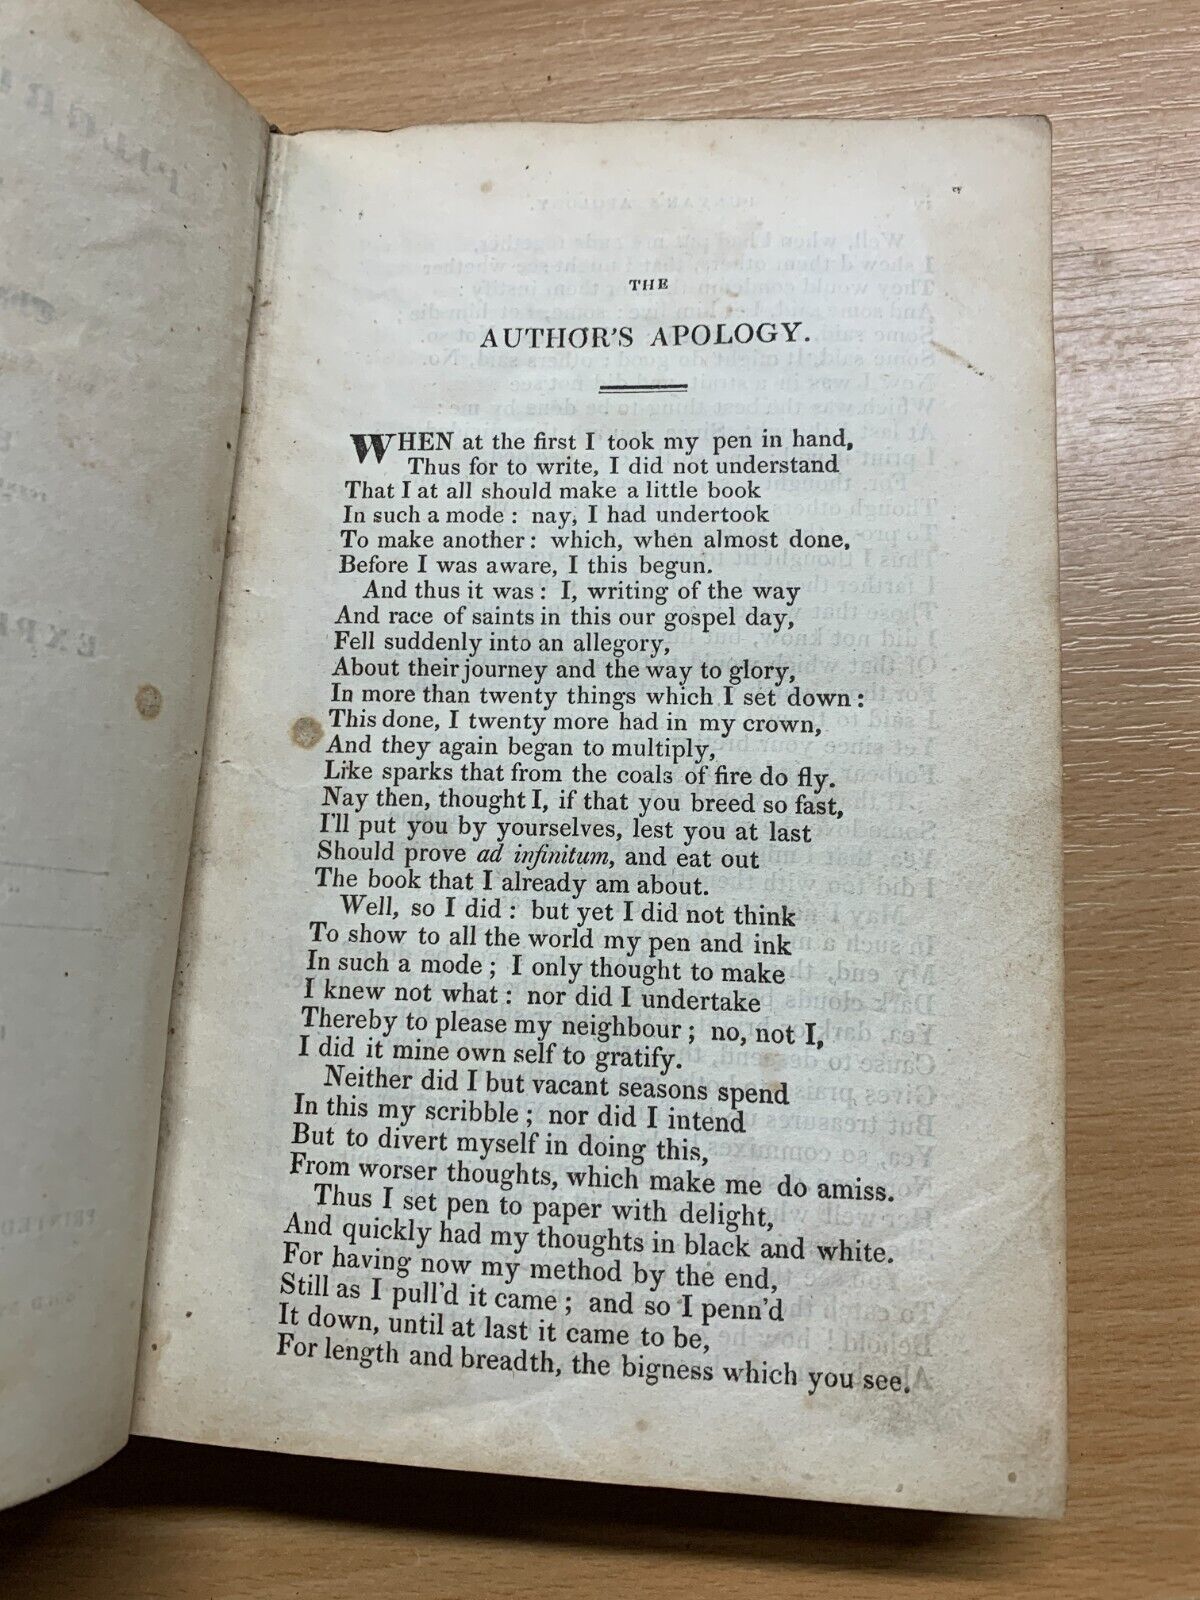 THE
AUTHOR'S APOLOGY.
WHEN at the first I took my pen in hand,
Thus for to write, I did not understand
That I at all should make a little book
In such a mode : nay, I had undertook
To make another : which, when almost done,
Before I was aware, I this begun.
And thus it was : I, writing of the way
And race of saints in this our gospel day,
Fell suddenly into an allegory,
About their journey and the way to glory,
In more than twenty things which I set down :
This done, I twenty more had in my crown,
And they again began to multiply,
Like sparks that from the coals of fire do fly.
Nay then, thought I, if that you breed so fast,
I'll put you by yourselves, lest you at last
Should prove ad infinitum, and eat out
The book that I already am about.
Well, so I did : but yet I did not think
To show to all the world my pen and ink
In such a mode ; I only thought to make
I knew not what : nor did I undertake
Thereby to please my neighbour ; no, not I,
I did it mine own self to gratify.
Neither did I but vacant seasons spend
In this my scribble ; nor did I intend
But to divert myself in doing this,
From worser thoughts, which make me do amiss.
Thus I set pen to paper with delight,
And quickly had my thoughts in black and white.
For having now my method by the end,
Still as I pull'd it came ; and so I penn'd
It down, until at last it came to be,
For length and breadth, the bigness which you see.